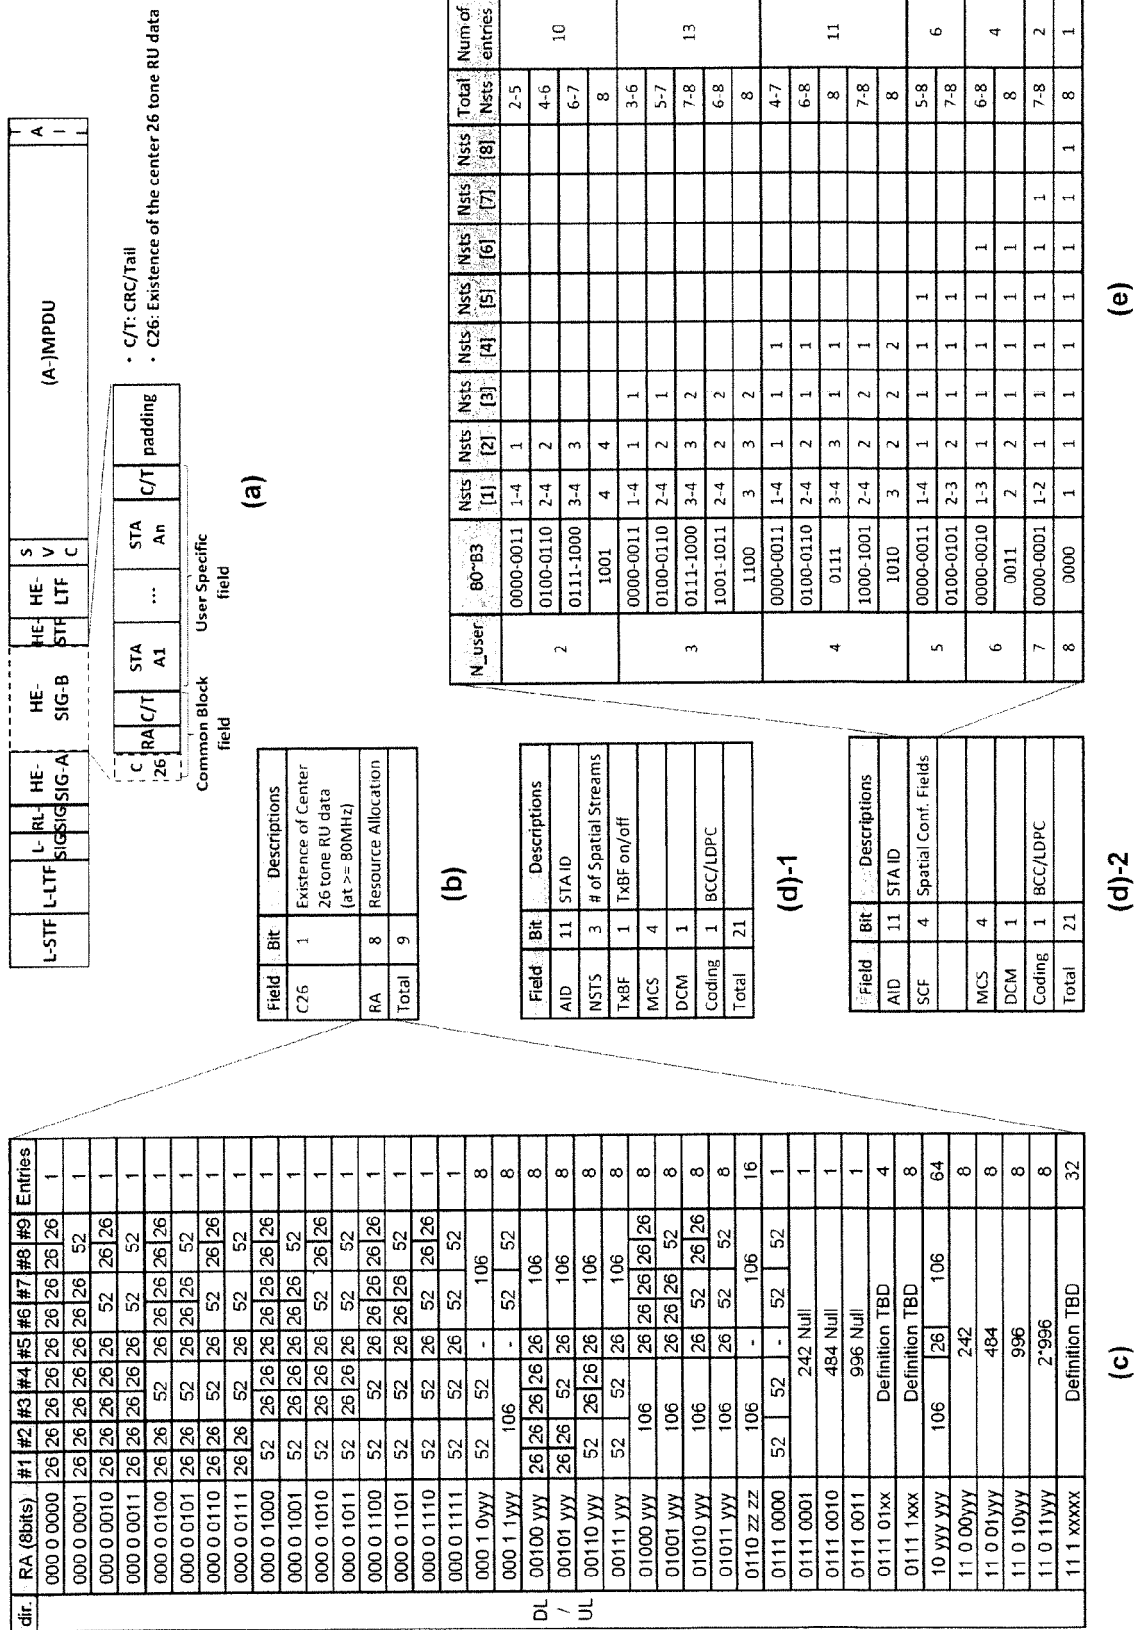 L-STF L-LTF L-SIG RL-SIG HE-SIG-A HE-SIG-B HE-STF HE-LTF SVC (A-)MPDU TAIL
C26 RA C/T STA A1 .... STA An C/T padding
Common Block field
User Specific field
• C/T: CRC/Tail
• C26: Existence of the center 26 tone RU data
(a)
Field Bit Descriptions
C26 1 Existence of Center 26 tone RU data (at >= 80MHz)
RA 8 Resource Allocation
Total 9
(b)
dir. RA (8bits) #1 #2 #3 #4 #5 #6 #7 #8 #9 Entries
DL / UL
000 0 0000 26 26 26 26 26 26 26 26 26 1
000 0 0001 26 26 26 26 26 26 26 52 1
000 0 0010 26 26 26 26 26 52 26 26 1
000 0 0011 26 26 26 26 26 52 52 1
000 0 0100 26 26 52 26 26 26 26 26 1
000 0 0101 26 26 52 26 26 26 52 1
000 0 0110 26 26 52 26 52 26 26 1
000 0 0111 26 26 52 26 52 52 1
000 0 1000 52 26 26 26 26 26 26 26 1
000 0 1001 52 26 26 26 26 26 52 1
000 0 1010 52 26 26 26 52 26 26 1
000 0 1011 52 26 26 26 52 52 1
000 0 1100 52 52 26 26 26 26 26 1
000 0 1101 52 52 26 26 26 52 1
000 0 1110 52 52 26 52 26 26 1
000 0 1111 52 52 26 52 52 1
000 1 0yyy 52 52 - 106 8
000 1 1yyy 106 - 52 52 8
00100 yyy 26 26 26 26 26 106 8
00101 yyy 26 26 52 26 106 8
00110 yyy 52 26 26 26 106 8
00111 yyy 52 52 26 106 8
01000 yyy 106 26 26 26 26 26 8
01001 yyy 106 26 26 26 52 8
01010 yyy 106 26 52 26 26 8
01011 yyy 106 26 52 52 8
0110 zz zz 106 - 106 16
0111 0000 52 52 - 52 52 1
0111 0001 242 Null 1
0111 0010 484 Null 1
0111 0011 996 Null 1
0111 01xx Definition TBD 4
0111 1xxx Definition TBD 8
10 yyy yyy 106 26 106 64
11 0 00yyy 242 8
11 0 01yyy 484 8
11 0 10yyy 996 8
11 0 11yyy 2*996 8
11 1 xxxxx Definition TBD 32
(c)
Field Bit Descriptions
AID 11 STA ID
NSTS 3 # of Spatial Streams
TxBF 1 TxBF on/off
MCS 4
DCM 1
Coding 1 BCC/LDPC
Total 21
(d)-1
Field Bit Descriptions
AID 11 STA ID
SCF 4 Spatial Conf. Fields
MCS 4
DCM 1
Coding 1 BCC/LDPC
Total 21
(d)-2
N_user B0~B3 Nsts [1] Nsts [2] Nsts [3] Nsts [4] Nsts [5] Nsts [6] Nsts [7] Nsts [8] Total Nsts Num of entries
2 0000-0011 1-4 1 2-5 10
0100-0110 2-4 2 4-6
0111-1000 3-4 3 6-7
1001 4 4 8
3 0000-0011 1-4 1 1 3-6 13
0100-0110 2-4 2 1 5-7
0111-1000 3-4 3 2 7-8
1001-1011 2-4 2 2 6-8
1100 3 3 2 8
4 0000-0011 1-4 1 1 1 4-7 11
0100-0110 2-4 2 1 1 6-8
0111 3-4 3 1 1 8
1000-1001 2-4 2 2 1 7-8
1010 3 2 2 2 8
5 0000-0011 1-4 1 1 1 1 5-8 6
0100-0101 2-3 2 1 1 1 7-8
6 0000-0010 1-3 1 1 1 1 1 6-8 4
0011 2 2 1 1 1 1 8
7 0000-0001 1-2 1 1 1 1 1 1 7-8 2
8 0000 1 1 1 1 1 1 1 1 8 1
(e)